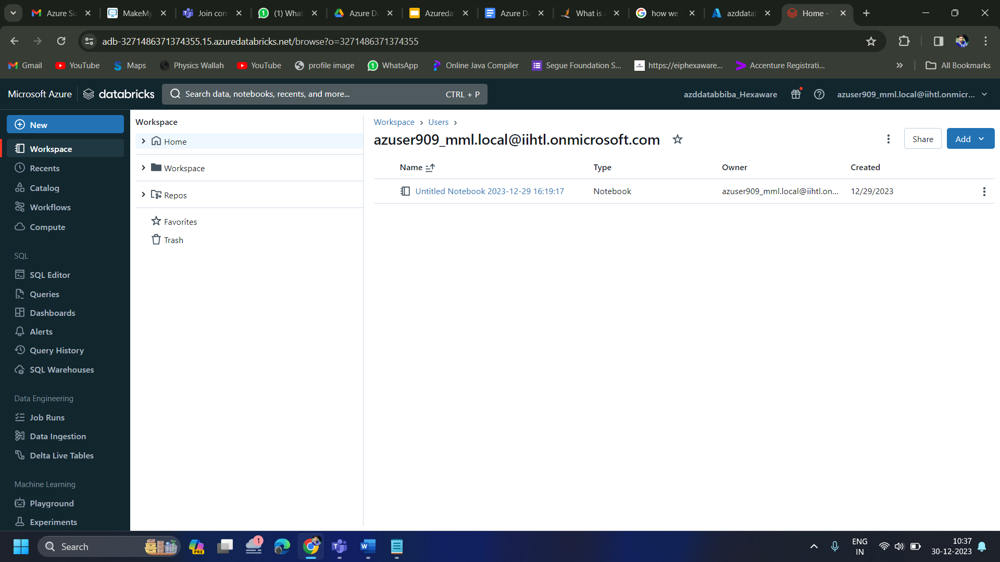 Azure Su
MakeMy
Join con
(1) What
Azure Da
Azuredat
Azure Da
What is A
how we
azddatab
Home -
adb-3271486371374355.15.azuredatabricks.net/browse?o=3271486371374355
Gmail
YouTube
Maps
Physics Wallah
YouTube
profile image
WhatsApp
Online Java Compiler
Segue Foundation S...
https://eiphexaware...
Accenture Registrati...
All Bookmarks
Microsoft Azure
databricks
Search data, notebooks, recents, and more...
CTRL + P
azddatabbiba_Hexaware
azuser909_mml.local@iihtl.onmicr...
New
Workspace
Recents
Catalog
Workflows
Compute
SQL
SQL Editor
Queries
Dashboards
Alerts
Query History
SQL Warehouses
Data Engineering
Job Runs
Data Ingestion
Delta Live Tables
Machine Learning
Playground
Experiments
Workspace
Home
Workspace
Repos
Favorites
Trash
Workspace > Users >
azuser909_mml.local@iihtl.onmicrosoft.com
Share
Add
Name
Type
Owner
Created
Untitled Notebook 2023-12-29 16:19:17
Notebook
azuser909_mml.local@iihtl.on...
12/29/2023
Search
PRE
1
ENG
IN
10:37
30-12-2023